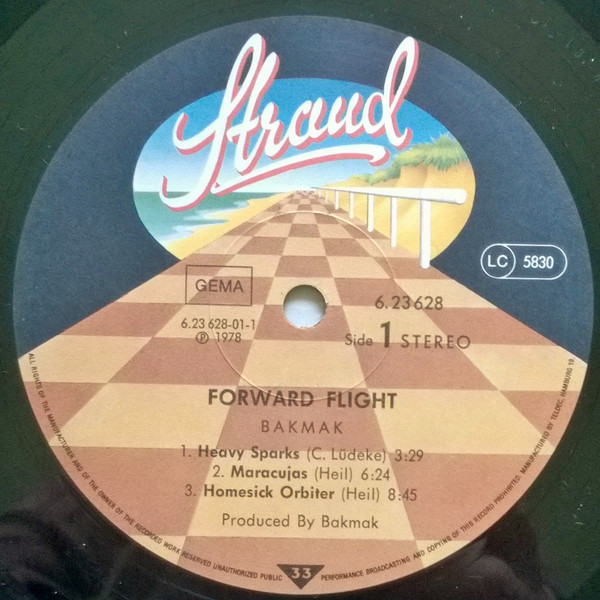 Strand
LC 5830
GEMA
6.23628
6.23 628-01-1
℗ 1978
Side 1 STEREO
FORWARD FLIGHT
BAKMAK
1. Heavy Sparks (C. Lüdeke) 3:29
2. Maracujas (Heil) 6:24
3. Homesick Orbiter (Heil) 8:45
Produced By Bakmak
ALL RIGHTS OF THE MANUFACTURER AND OF THE OWNER OF THE RECORDED WORK RESERVED UNAUTHORIZED PUBLIC PERFORMANCE BROADCASTING AND COPYING OF THIS RECORD PROHIBITED. MANUFACTURED BY TELDEC, HAMBURG 19.
33